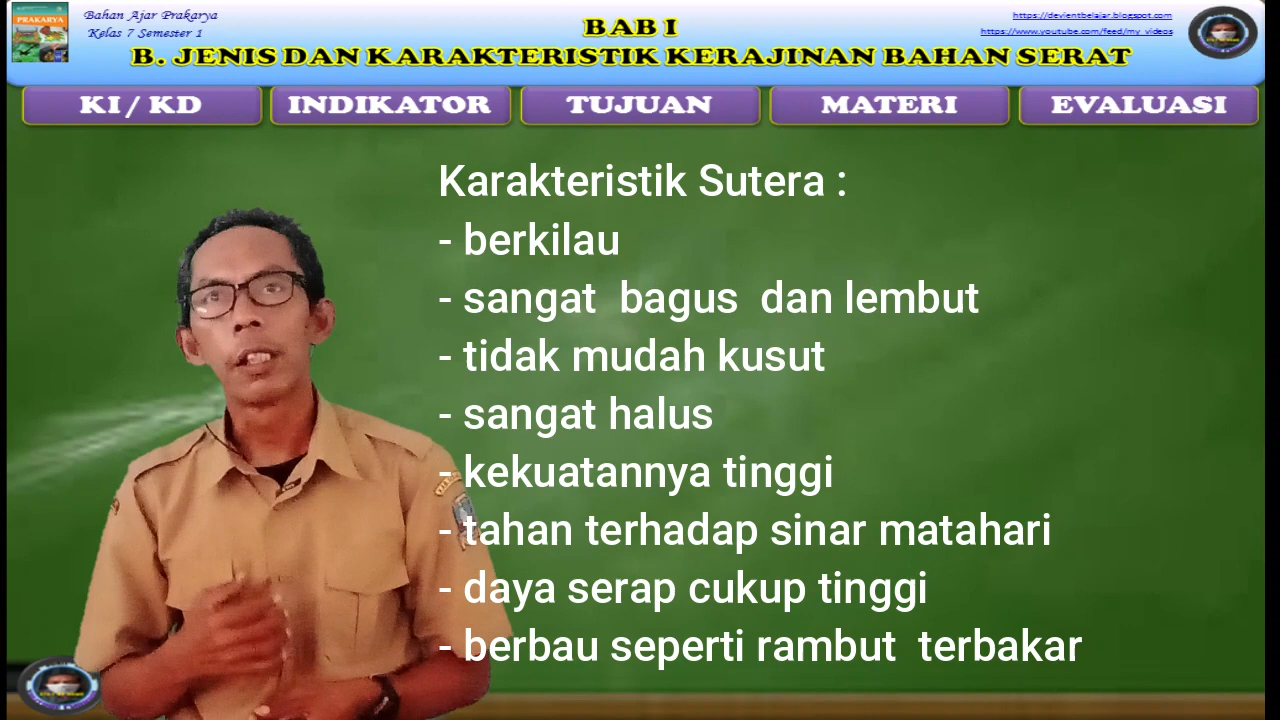 PRAKARYA
Bahan Ajar Prakarya
Kelas 7 Semester 1
BAB I
B. JENIS DAN KARAKTERISTIK KERAJINAN BAHAN SERAT
https://devientbelajar.blogspot.com
https://www.youtube.com/feed/my_videos
KI / KD
INDIKATOR
TUJUAN
MATERI
EVALUASI
Karakteristik Sutera :
- berkilau
- sangat bagus dan lembut
- tidak mudah kusut
- sangat halus
- kekuatannya tinggi
- tahan terhadap sinar matahari
- daya serap cukup tinggi
- berbau seperti rambut terbakar